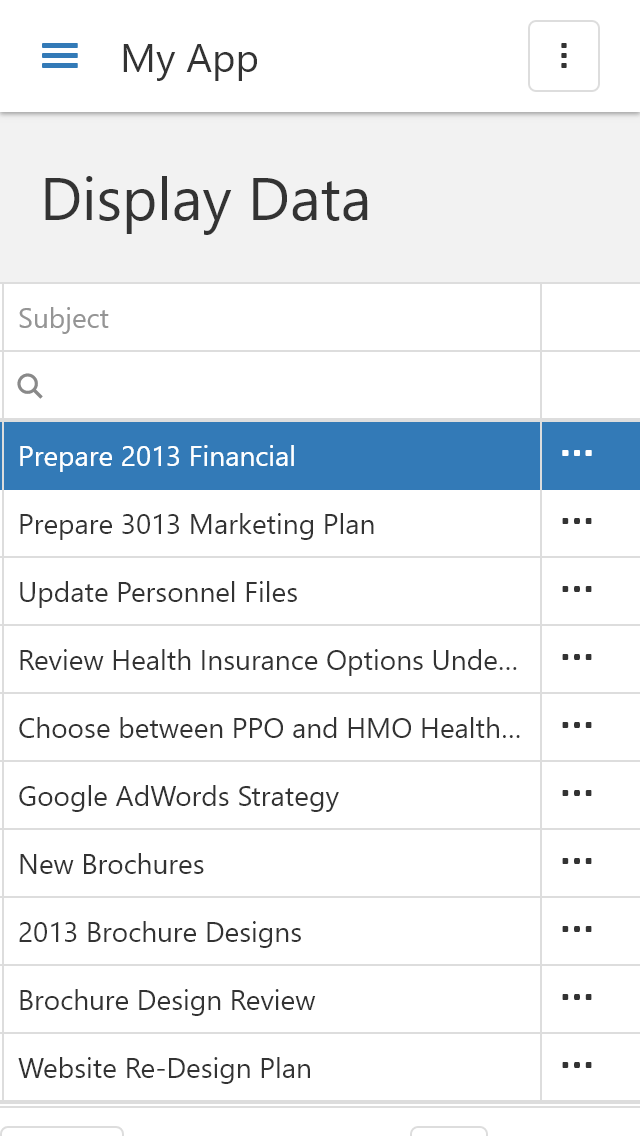 My App
Display Data
Subject
Prepare 2013 Financial
Prepare 3013 Marketing Plan
Update Personnel Files
Review Health Insurance Options Unde...
Choose between PPO and HMO Health...
Google AdWords Strategy
New Brochures
2013 Brochure Designs
Brochure Design Review
Website Re-Design Plan